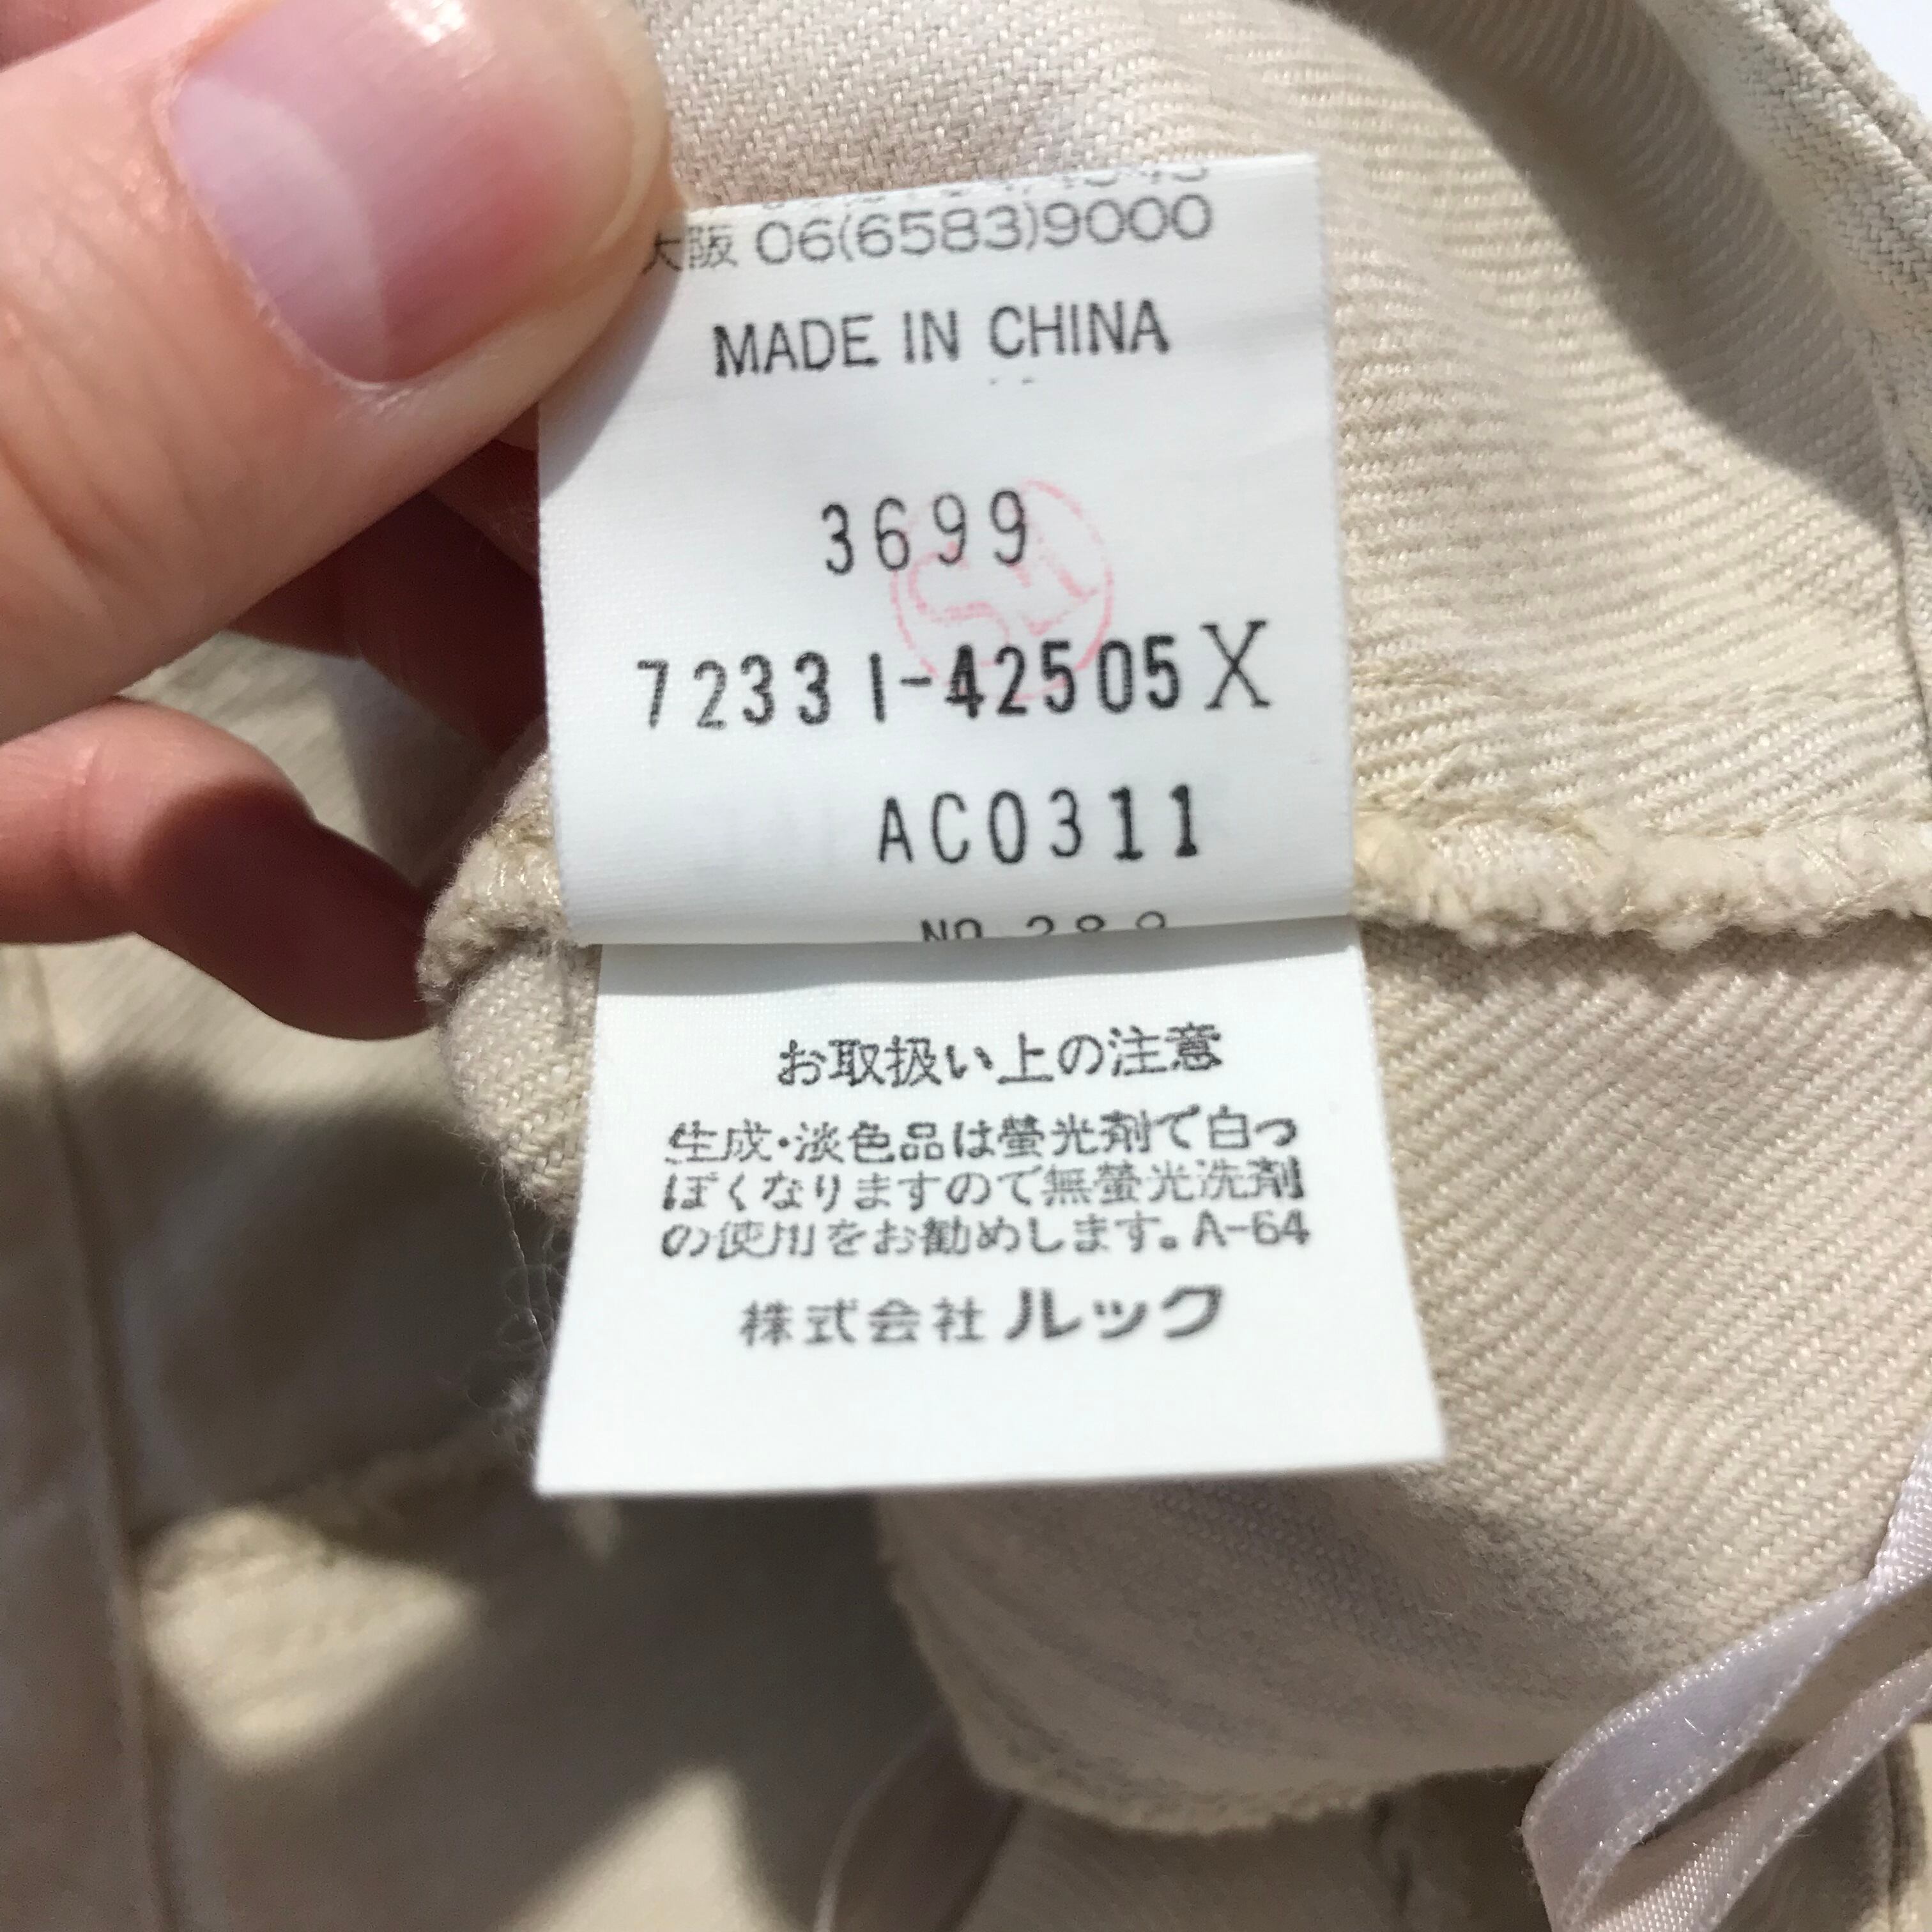 大阪 06(6583)9000
MADE IN CHINA
3699
72331-42505X
AC0311
お取扱い上の注意
生成・淡色品は螢光剤で白っ
ぽくなりますので無螢光洗剤
の使用をお勧めします。A-64
株式会社 ルック